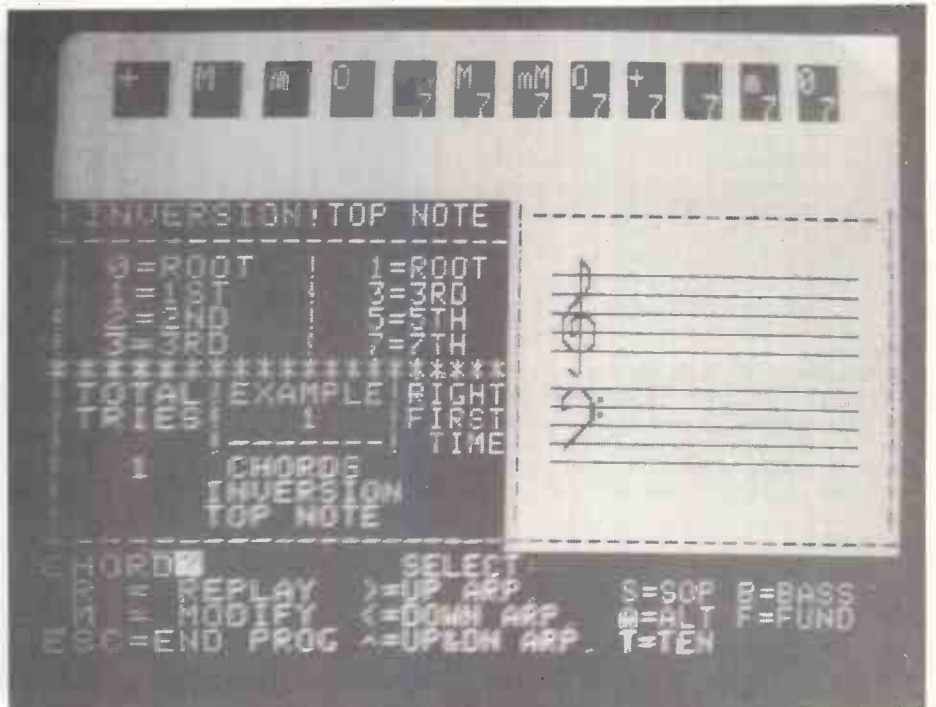 + M m O M mM O + m 0
7 7 7 7 7 7 7 7
INVERSION!TOP NOTE
0=ROOT ! 1=ROOT
1=1ST ! 3=3RD
2=2ND ! 5=5TH
3=3RD ! 7=7TH
*****************
TOTAL!EXAMPLE!RIGHT
TRIES! 1 !FIRST
TIME
1 CHORDS
INVERSION
TOP NOTE
CHORD? SELECT
R = REPLAY >=UP ARP S=SOP B=BASS
M = MODIFY <=DOWN ARP =ALT F=FUND
ESC=END PROG ^=UP&DN ARP T=TEN